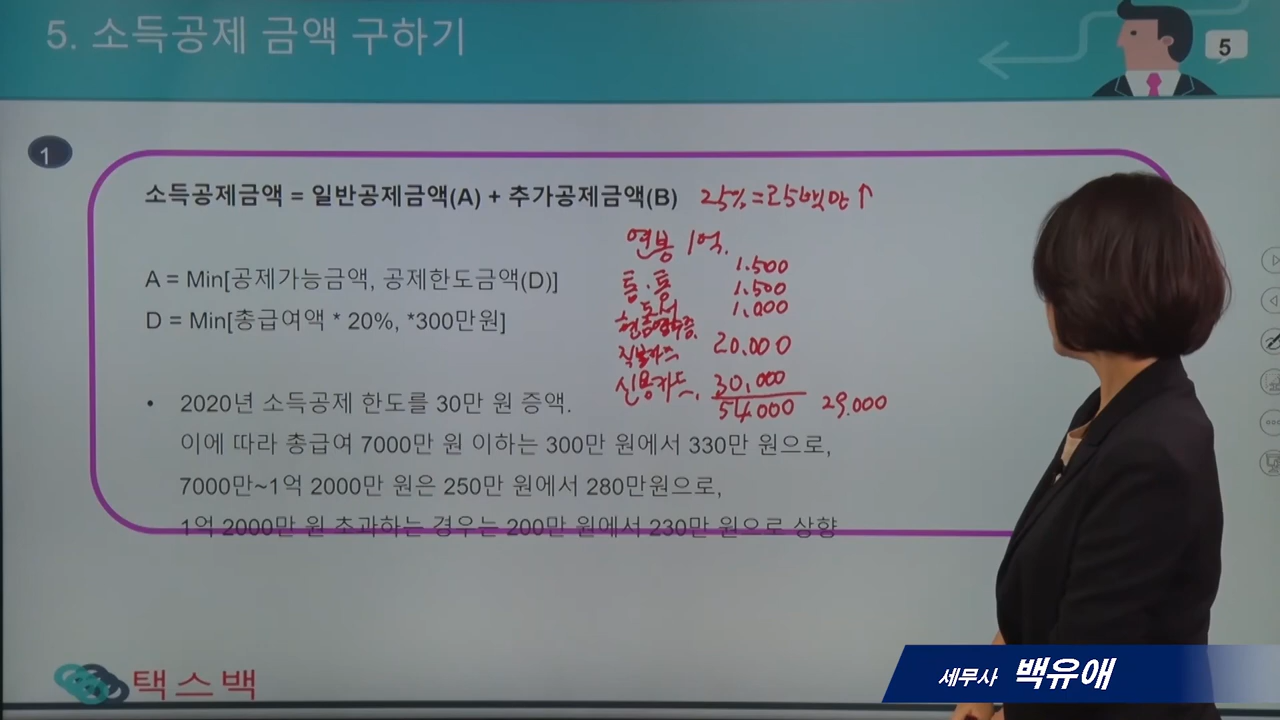 5. 소득공제 금액 구하기
5
1
소득공제금액 = 일반공제금액(A) + 추가공제금액(B)
25%=25백만↑
연봉 1억.
A = Min[공제가능금액, 공제한도금액(D)]
1.500
1.500
D = Min[총급여액 * 20%, *300만원]
도서 1,000
현금영수증.
직불카드 20.000
신용카드, 30,000
54000 29.000
• 2020년 소득공제 한도를 30만 원 증액.
이에 따라 총급여 7000만 원 이하는 300만 원에서 330만 원으로,
7000만~1억 2000만 원은 250만 원에서 280만원으로,
1억 2000만 원 초과하는 경우는 200만 원에서 230만 원으로 상향
택스백
세무사 백유애